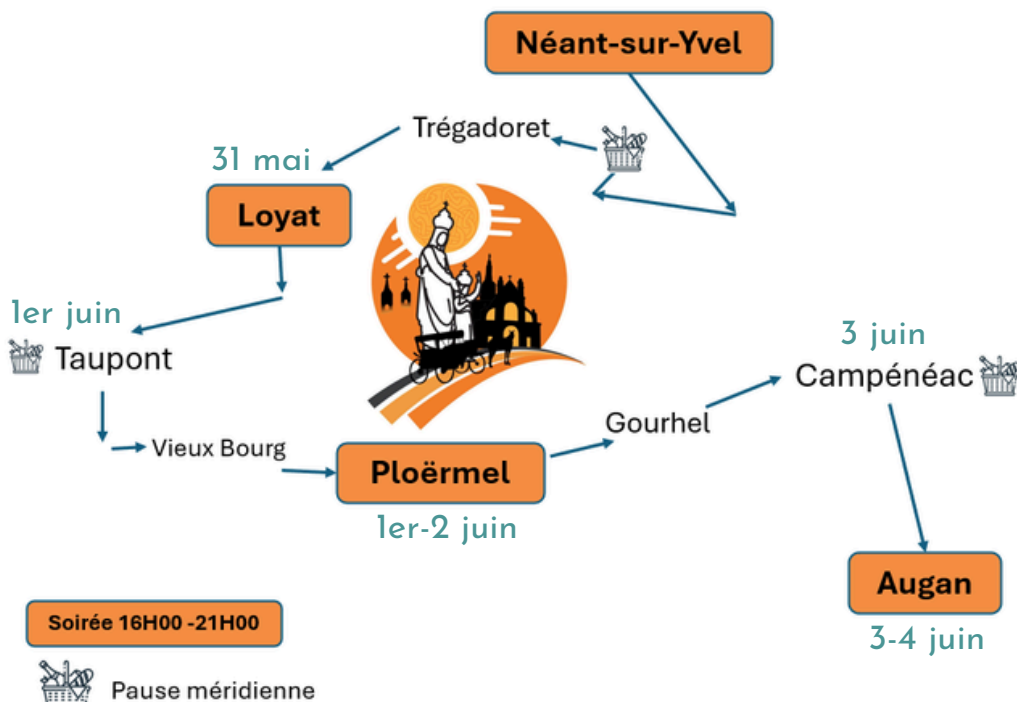 Néant-sur-Yvel
Trégadoret
31 mai
Loyat
1er juin
Taupont
Vieux Bourg
Ploërmel
1er-2 juin
Gourhel
3 juin
Campénéac
Augan
3-4 juin
Soirée 16H00 -21H00
Pause méridienne